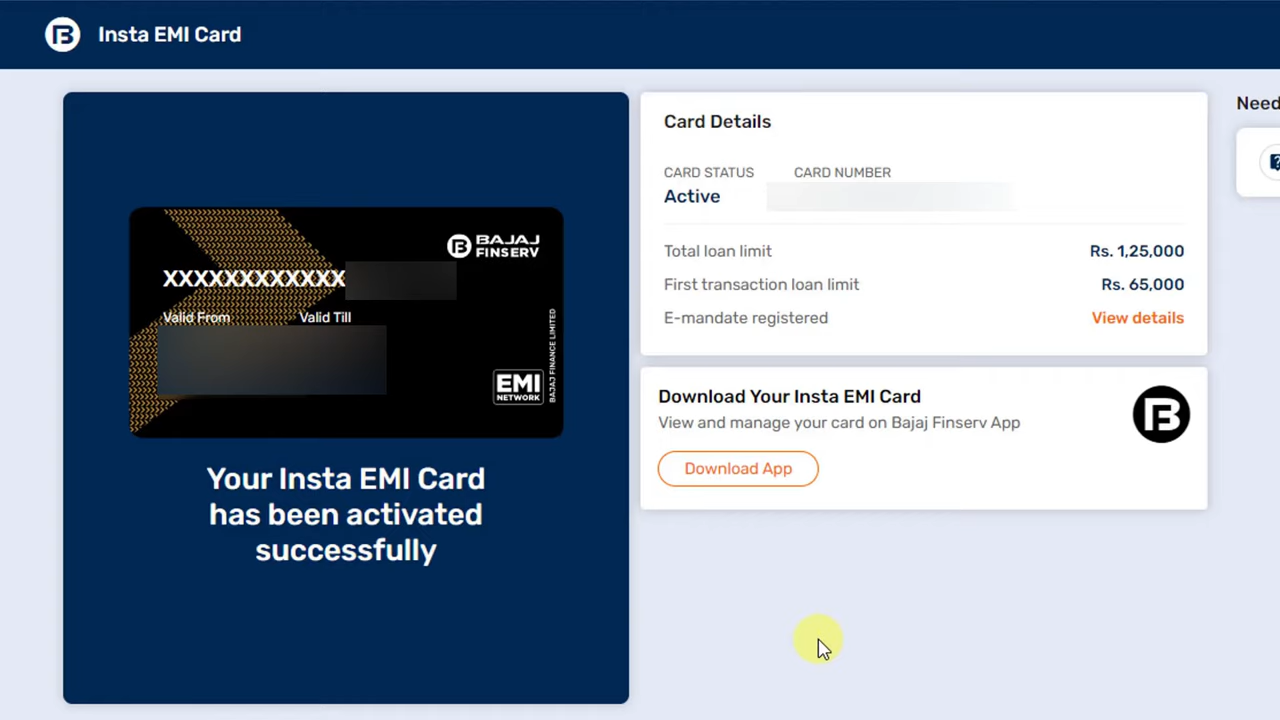 Insta EMI Card
BAJAJ
FINSERV
XXXXXXXXXXXX
Valid From Valid Till
BAJAJ FINANCE LIMITED
EMI
NETWORK
Your Insta EMI Card
has been activated
successfully
Card Details
CARD STATUS CARD NUMBER
Active
Total loan limit Rs. 1,25,000
First transaction loan limit Rs. 65,000
E-mandate registered View details
Download Your Insta EMI Card
View and manage your card on Bajaj Finserv App
Download App
Need